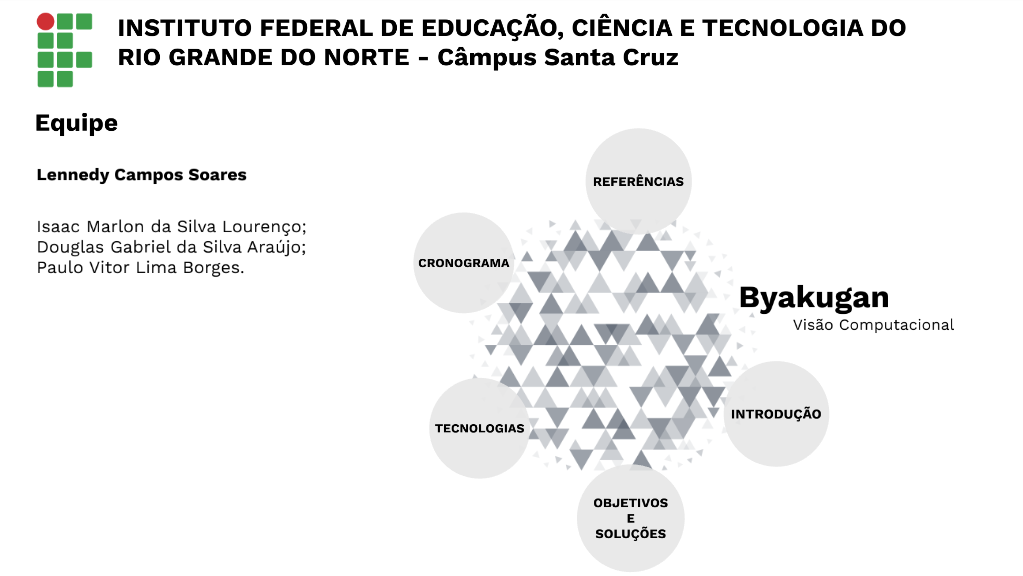 INSTITUTO FEDERAL DE EDUCAÇÃO, CIÊNCIA E TECNOLOGIA DO
RIO GRANDE DO NORTE - Câmpus Santa Cruz
Equipe
Lennedy Campos Soares
Isaac Marlon da Silva Lourenço;
Douglas Gabriel da Silva Araújo;
Paulo Vitor Lima Borges.
REFERÊNCIAS
CRONOGRAMA
Byakugan
Visão Computacional
INTRODUÇÃO
TECNOLOGIAS
OBJETIVOS
E
SOLUÇÕES